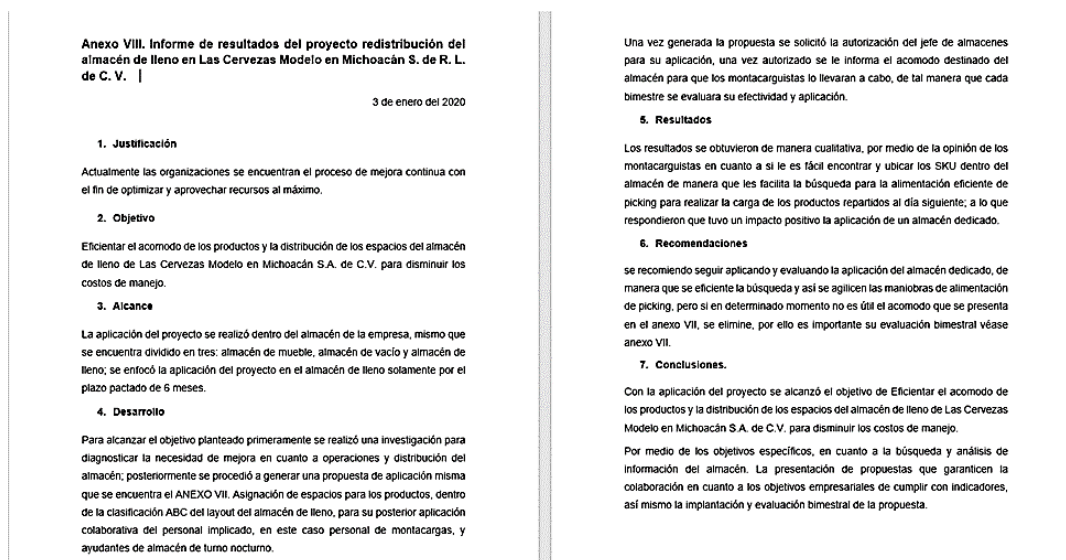 Anexo VIII. Informe de resultados del proyecto redistribución del
almacén de lleno en Las Cervezas Modelo en Michoacán S. de R. L.
de C. V.
3 de enero del 2020
1. Justificación
Actualmente las organizaciones se encuentran el proceso de mejora continua con
el fin de optimizar y aprovechar recursos al máximo.
2. Objetivo
Eficientar el acomodo de los productos y la distribución de los espacios del almacén
de lleno de Las Cervezas Modelo en Michoacán S.A. de C.V. para disminuir los
costos de manejo.
3. Alcance
La aplicación del proyecto se realizó dentro del almacén de la empresa, mismo que
se encuentra dividido en tres: almacén de mueble, almacén de vacío y almacén de
lleno; se enfocó la aplicación del proyecto en el almacén de lleno solamente por el
plazo pactado de 6 meses.
4. Desarrollo
Para alcanzar el objetivo planteado primeramente se realizó una investigación para
diagnosticar la necesidad de mejora en cuanto a operaciones y distribución del
almacén; posteriormente se procedió a generar una propuesta de aplicación misma
que se encuentra el ANEXO VII. Asignación de espacios para los productos, dentro
de la clasificación ABC del layout del almacén de lleno, para su posterior aplicación
colaborativa del personal implicado, en este caso personal de montacargas, y
ayudantes de almacén de turno nocturno.
Una vez generada la propuesta se solicitó la autorización del jefe de almacenes
para su aplicación, una vez autorizado se le informa el acomodo destinado del
almacén para que los montacarguistas lo llevaran a cabo, de tal manera que cada
bimestre se evaluara su efectividad y aplicación.
5. Resultados
Los resultados se obtuvieron de manera cualitativa, por medio de la opinión de los
montacarguistas en cuanto a si le es fácil encontrar y ubicar los SKU dentro del
almacén de manera que les facilita la búsqueda para la alimentación eficiente de
picking para realizar la carga de los productos repartidos al día siguiente; a lo que
respondieron que tuvo un impacto positivo la aplicación de un almacén dedicado.
6. Recomendaciones
se recomiendo seguir aplicando y evaluando la aplicación del almacén dedicado, de
manera que se eficiente la búsqueda y así se agilicen las maniobras de alimentación
de picking, pero si en determinado momento no es útil el acomodo que se presenta
en el anexo VII, se elimine, por ello es importante su evaluación bimestral véase
anexo VII.
7. Conclusiones.
Con la aplicación del proyecto se alcanzó el objetivo de Eficientar el acomodo de
los productos y la distribución de los espacios del almacén de lleno de Las Cervezas
Modelo en Michoacán S.A. de C.V. para disminuir los costos de manejo.
Por medio de los objetivos específicos, en cuanto a la búsqueda y análisis de
información del almacén. La presentación de propuestas que garanticen la
colaboración en cuanto a los objetivos empresariales de cumplir con indicadores,
así mismo la implantación y evaluación bimestral de la propuesta.